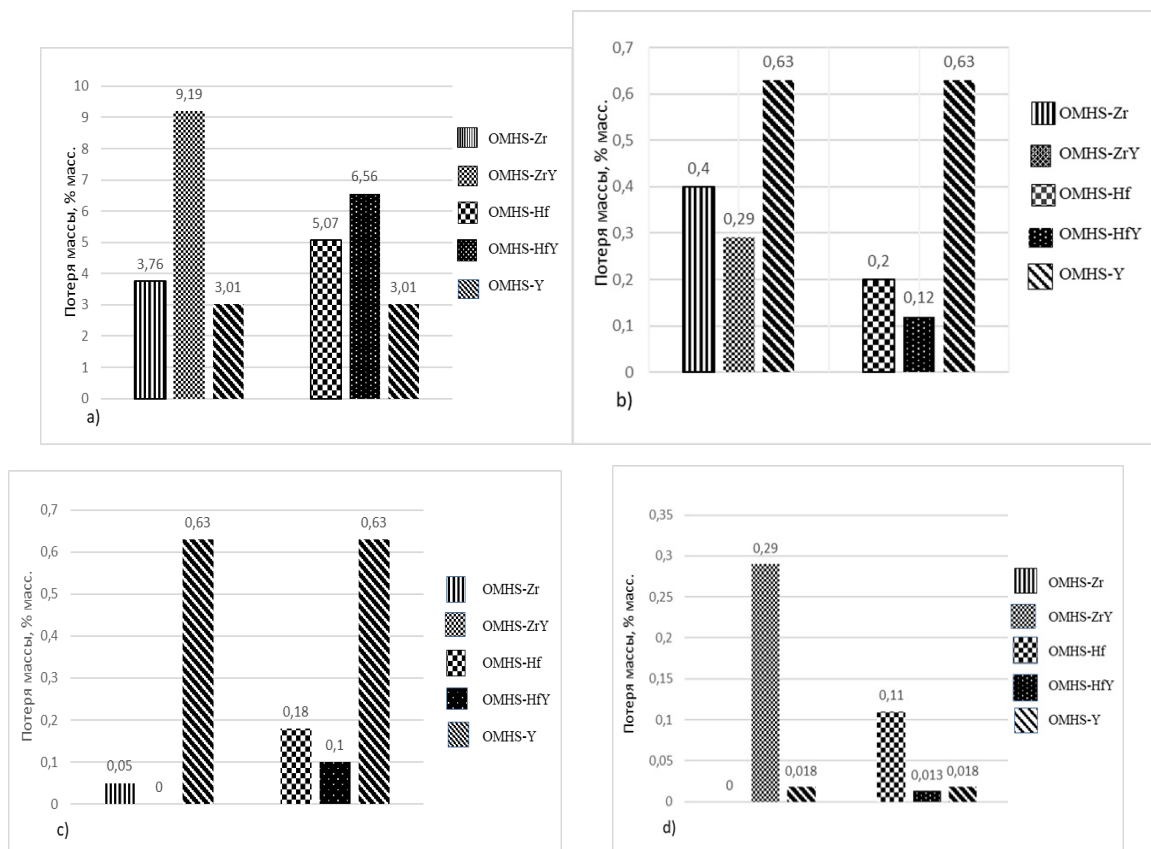 Потеря массы, % масс.
10
9
8
7
6
5
4
3
2
1
0
3,76
9,19
3,01
5,07
6,56
3,01
OMHS-Zr
OMHS-ZrY
OMHS-Hf
OMHS-HfY
OMHS-Y
a)
Потеря массы, % масс.
0,7
0,6
0,5
0,4
0,3
0,2
0,1
0
0,4
0,29
0,63
0,2
0,12
0,63
OMHS-Zr
OMHS-ZrY
OMHS-Hf
OMHS-HfY
OMHS-Y
b)
Потеря массы, % масс.
0,7
0,6
0,5
0,4
0,3
0,2
0,1
0
0,05
0
0,63
0,18
0,1
0,63
OMHS-Zr
OMHS-ZrY
OMHS-Hf
OMHS-HfY
OMHS-Y
c)
Потеря массы, % масс.
0,35
0,3
0,25
0,2
0,15
0,1
0,05
0
0
0,29
0,018
0,11
0,013
0,018
OMHS-Zr
OMHS-ZrY
OMHS-Hf
OMHS-HfY
OMHS-Y
d)